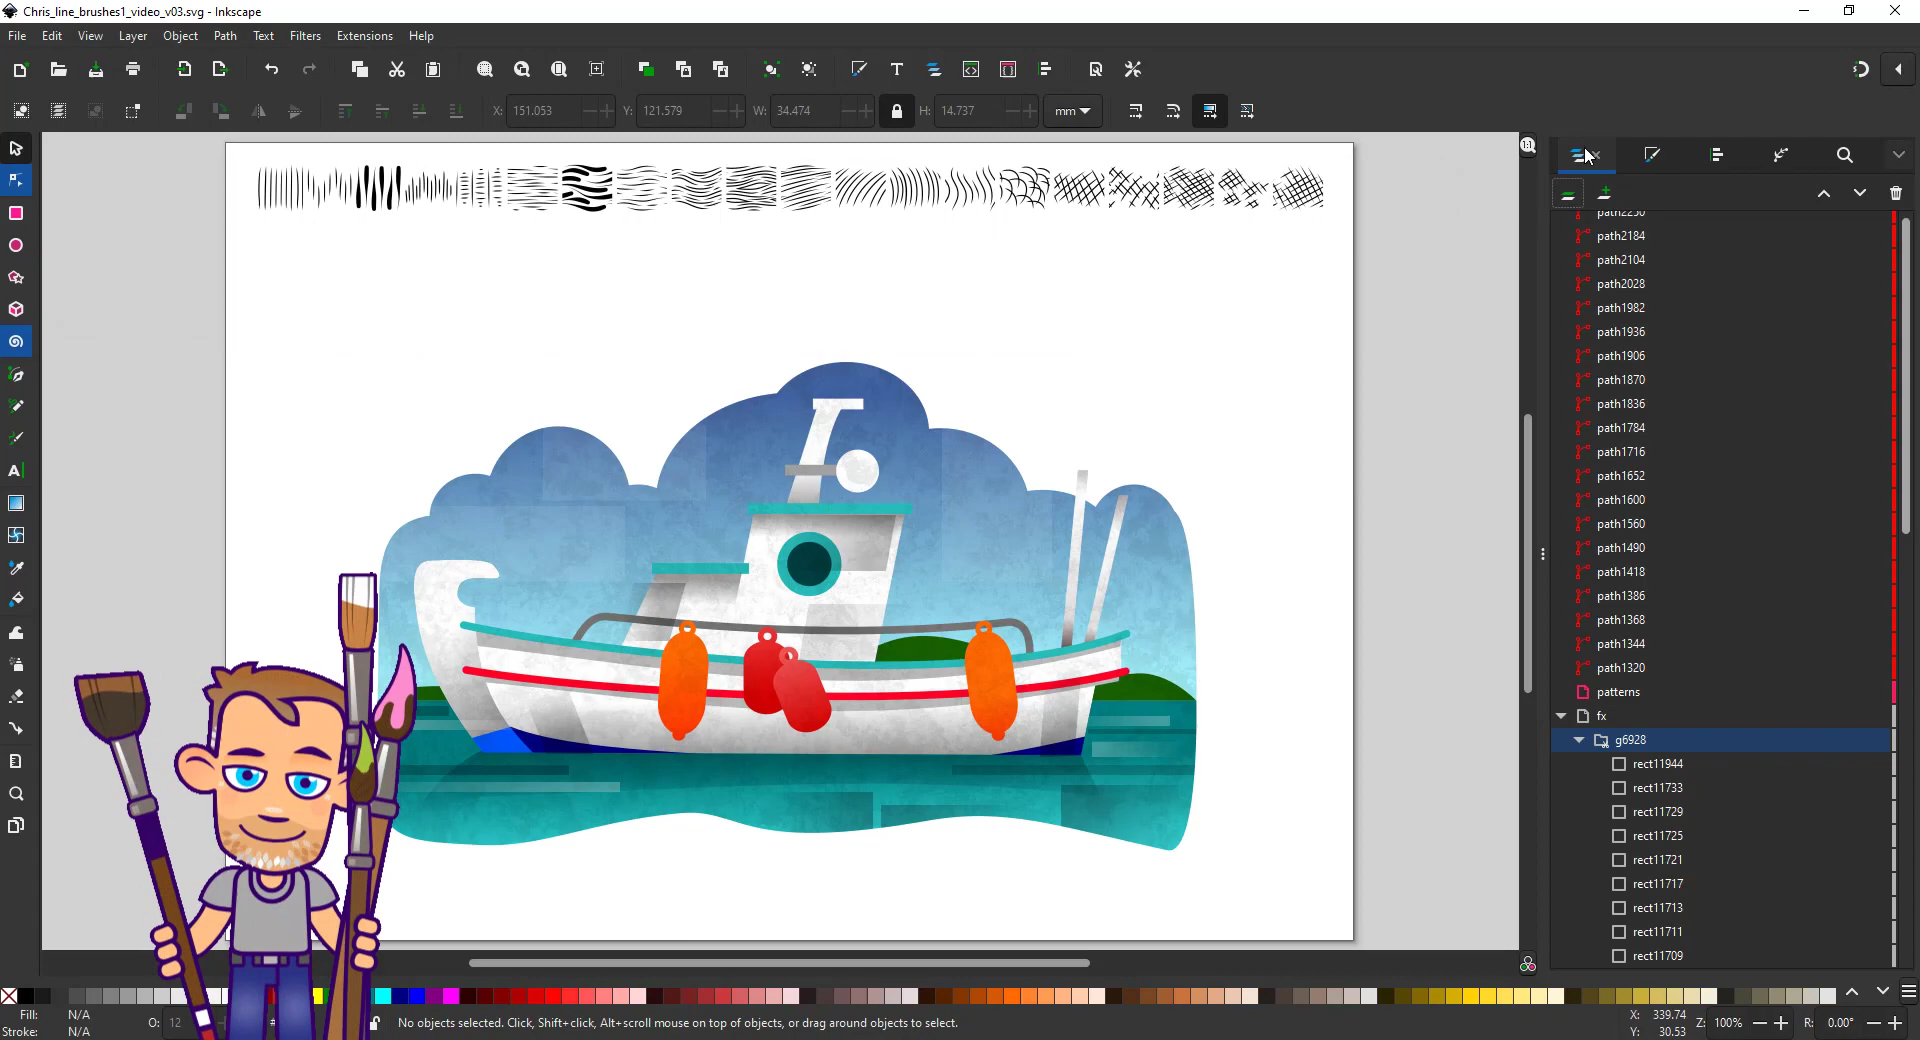 Chris_line_brushes1_video_v03.svg - Inkscape
File Edit View Layer Object Path Text Filters Extensions Help
X: 151.053 Y: 121.579 W: 34.474 H: 14.737 mm
path2250
path2184
path2104
path2028
path1982
path1936
path1906
path1870
path1836
path1784
path1716
path1652
path1600
path1560
path1490
path1418
path1386
path1368
path1344
path1320
patterns
fx
g6928
rect11944
rect11733
rect11729
rect11725
rect11721
rect11717
rect11713
rect11711
rect11709
Fill: N/A
Stroke: N/A
O: 12
No objects selected. Click, Shift+click, Alt+scroll mouse on top of objects, or drag around objects to select.
X: 339.74
Y: 30.53
Z: 100%
R: 0.00°